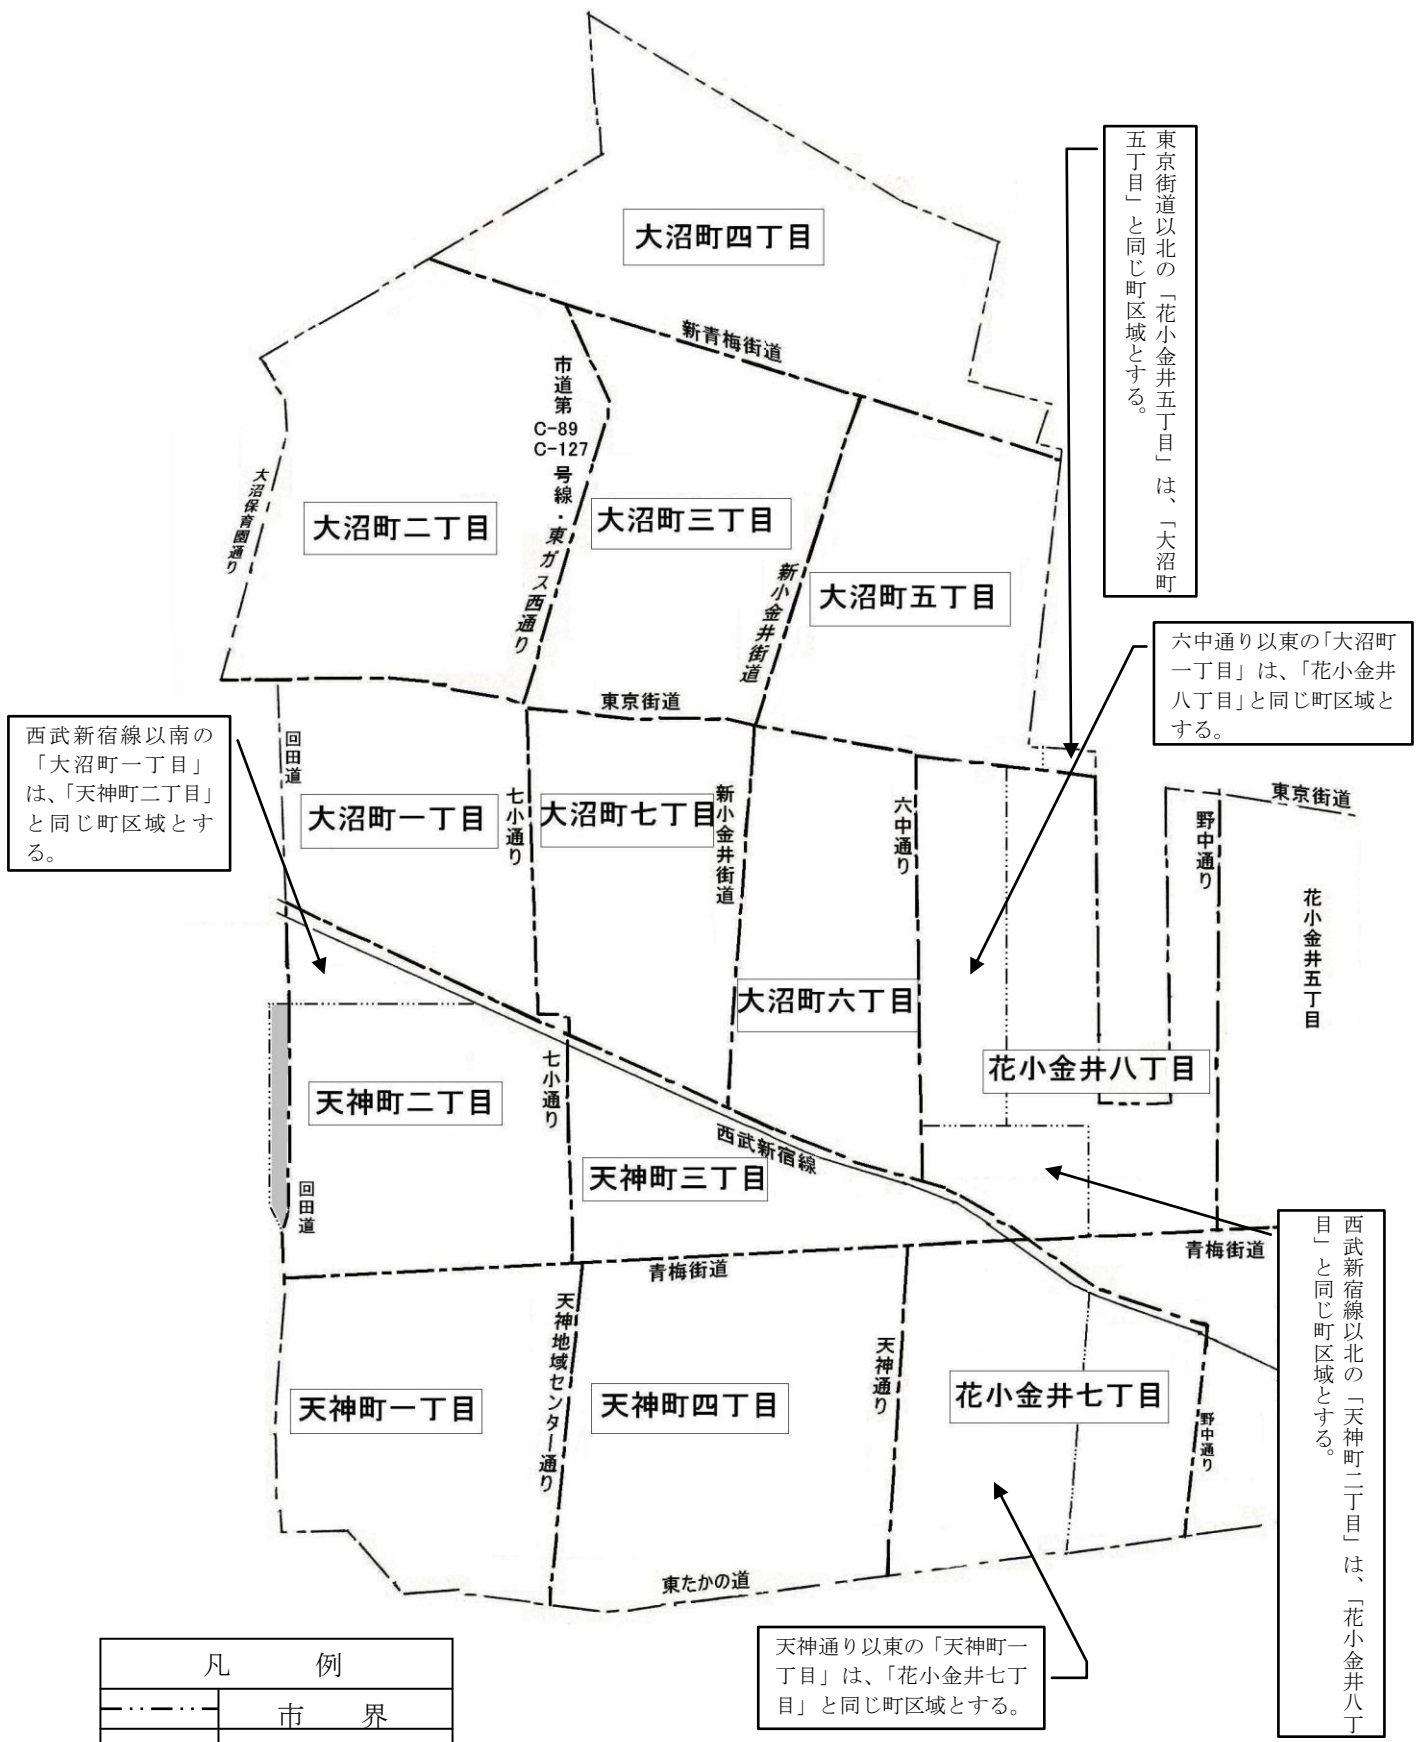 大沼町四丁目
東京街道以北の「花小金井五丁目」は、「大沼町
五丁目」と同じ町区域とする。
新青梅街道
市道第
C-89
C-127
号線・東ガス西通り
大沼保育園通り
大沼町二丁目
大沼町三丁目
新小金井街道
大沼町五丁目
六中通り以東の「大沼町
一丁目」は、「花小金井
八丁目」と同じ町区域と
する。
東京街道
西武新宿線以南の
「大沼町一丁目」
は、「天神町二丁目」
と同じ町区域とす
る。
回田道
大沼町一丁目
七小通り
大沼町七丁目
新小金井街道
六中通り
東京街道
野中通り
花小金井五丁目
大沼町六丁目
花小金井八丁目
天神町二丁目
七小通り
西武新宿線
天神町三丁目
回田道
青梅街道
青梅街道
西武新宿線以北の「天神町二丁目」は、「花小金井八丁
目」と同じ町区域とする。
天神地域センター通り
天神通り
天神町一丁目
天神町四丁目
花小金井七丁目
野中通り
東たかの道
天神通り以東の「天神町一
丁目」は、「花小金井七丁
目」と同じ町区域とする。
凡　例
市　界